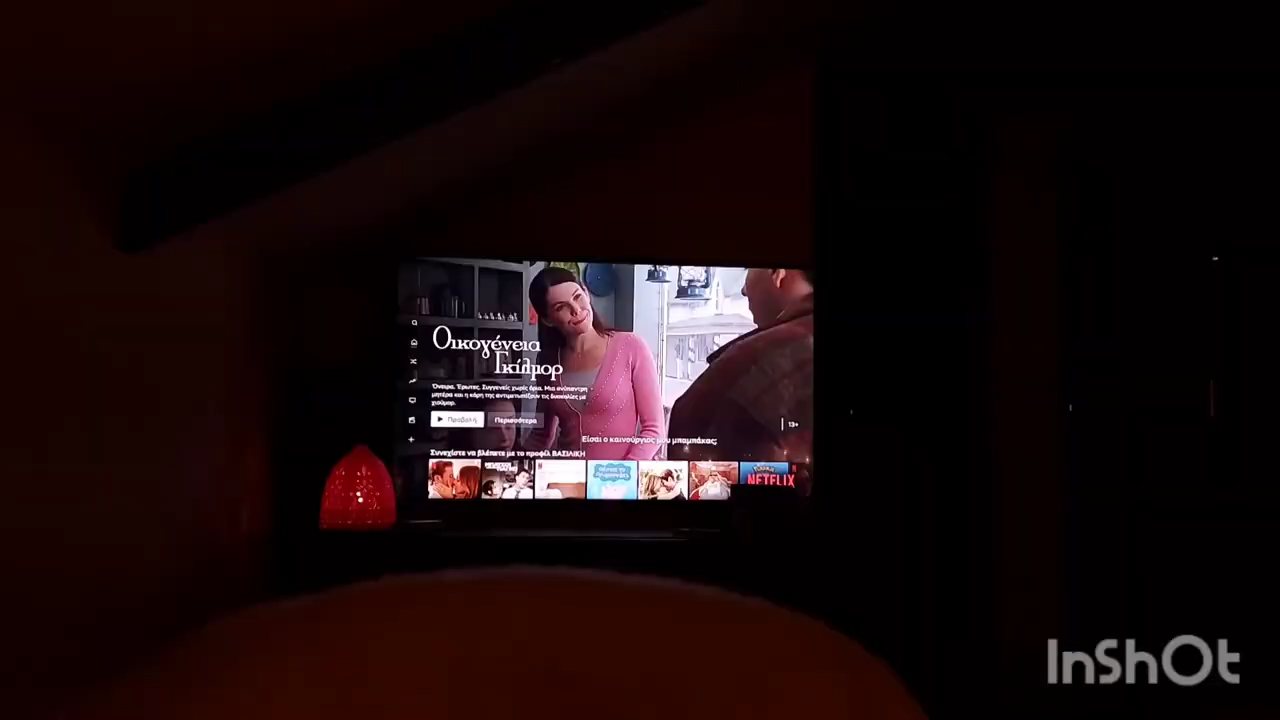 Οικογένεια
Γκίλμορ
Όνειρα. Έρωτες. Συγγενείς χωρίς όρια. Μια ανύπαντρη
μητέρα και η κόρη της αντιμετωπίζουν τις δυσκολίες με
χιούμορ.
Προβολή
Περισσότερα
13+
Είσαι ο καινούργιος μου μπαμπάκας;
Συνεχίστε να βλέπετε με το προφίλ ΒΑΣΙΛΙΚΗ
NETFLIX
InShOt